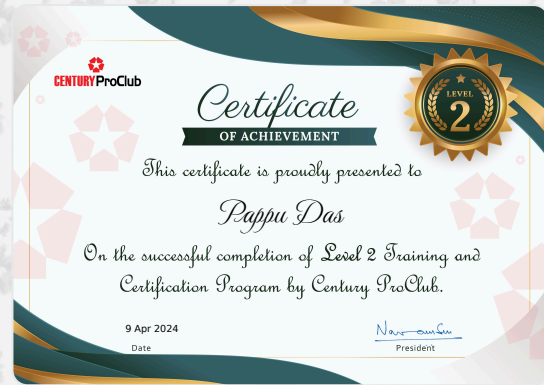 CENTURY ProClub
Certificate
OF ACHIEVEMENT
LEVEL
2
This certificate is proudly presented to
Pappu Das
On the successful completion of Level 2 Training and
Certification Program by Century ProClub.
9 Apr 2024
Date
President